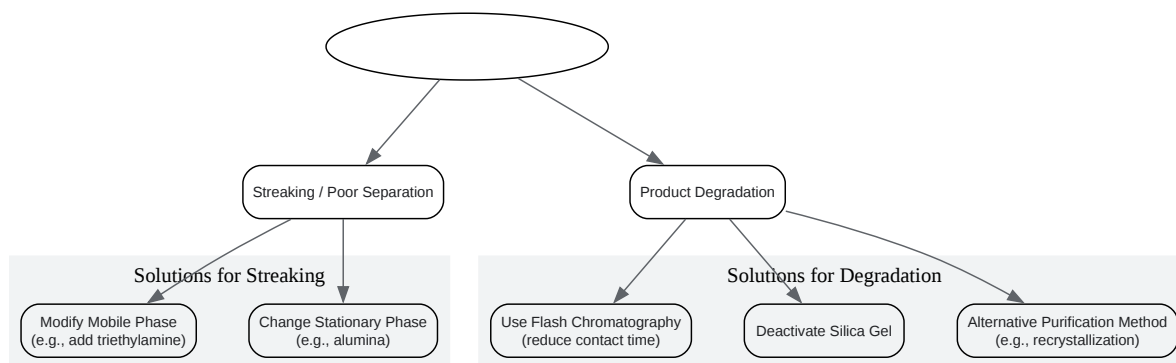 Streaking / Poor Separation
Product Degradation
Solutions for Streaking
Solutions for Degradation
Modify Mobile Phase
(e.g., add triethylamine)
Change Stationary Phase
(e.g., alumina)
Use Flash Chromatography
(reduce contact time)
Deactivate Silica Gel
Alternative Purification Method
(e.g., recrystallization)